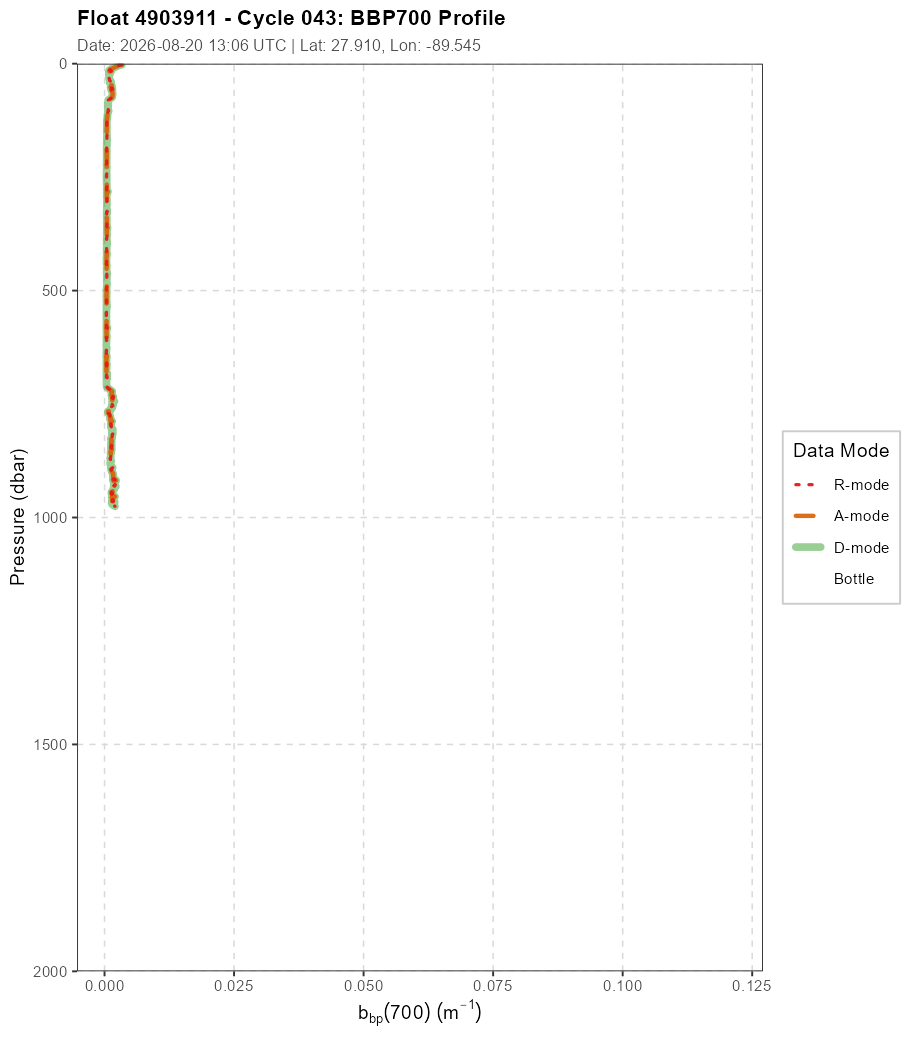 Float 4903911 - Cycle 043: BBP700 Profile
Date: 2026-08-20 13:06 UTC | Lat: 27.910, Lon: -89.545
0
500
1000
1500
2000
Pressure (dbar)
0.000 0.025 0.050 0.075 0.100 0.125
b_bp(700) (m⁻¹)
Data Mode
R-mode
A-mode
D-mode
Bottle